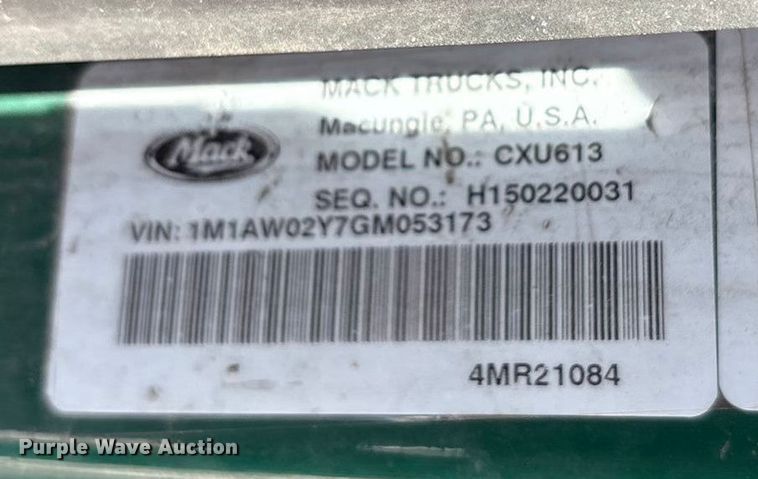 MACK TRUCKS, INC.
Macungie, PA, U.S.A.
Mack
MODEL NO.: CXU613
SEQ. NO.: H150220031
VIN: 1M1AW02Y7GM053173
4MR21084
Purple Wave Auction